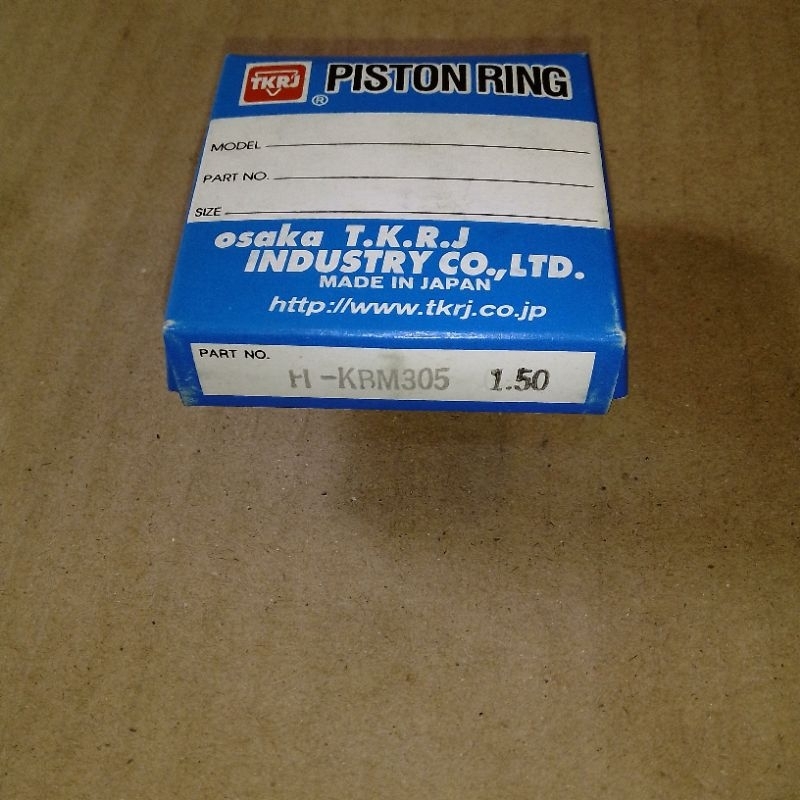 TKRJ ® PISTON RING
MODEL
PART NO.
SIZE
osaka T.K.R.J
INDUSTRY CO.,LTD.
MADE IN JAPAN
http://www.tkrj.co.jp
PART NO.
H-KBM305 1.50